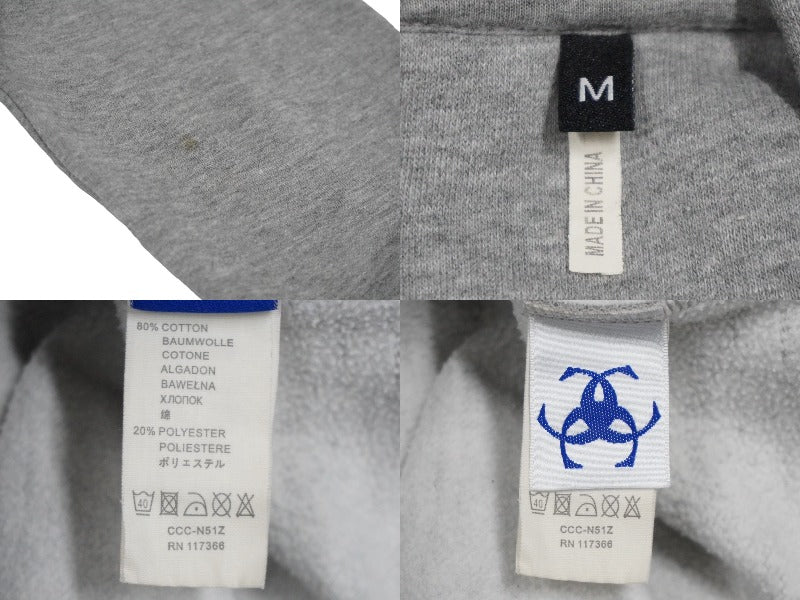 M
MADE IN CHINA
80% COTTON
BAUMWOLLE
COTONE
ALGADON
BAWEŁNA
ХЛОПОК
綿
20% POLYESTER
POLIESTERE
ポリエステル
40
CCC-N51Z
RN 117366
40
CCC-N51Z
RN 117366